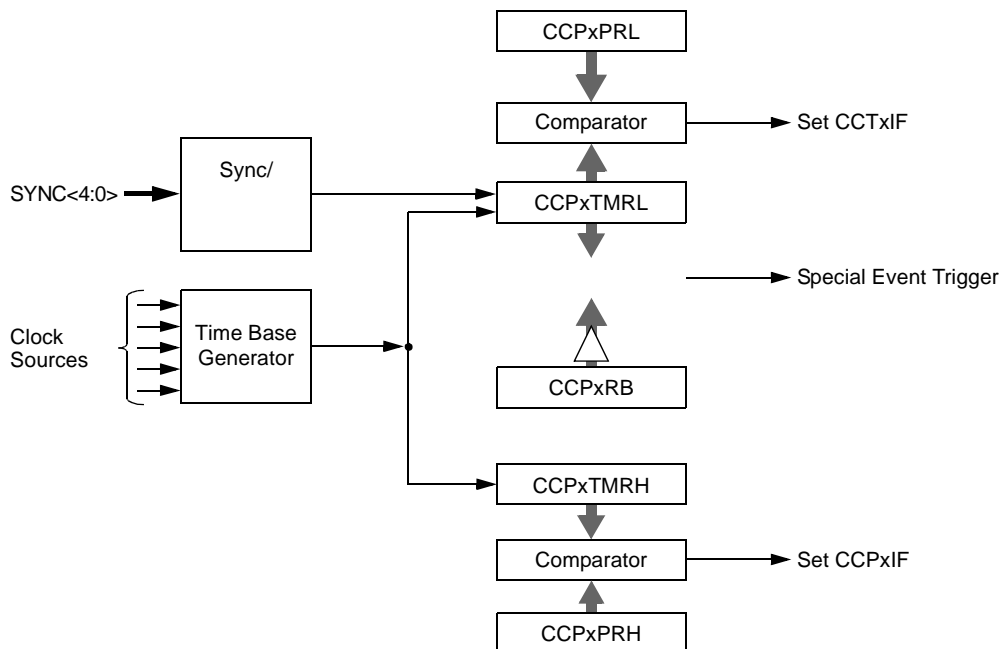 CCPxPRL
Comparator
Set CCTxIF
Sync/
SYNC<4:0>
CCPxTMRL
Special Event Trigger
Clock
Sources
Time Base
Generator
CCPxRB
CCPxTMRH
Comparator
Set CCPxIF
CCPxPRH